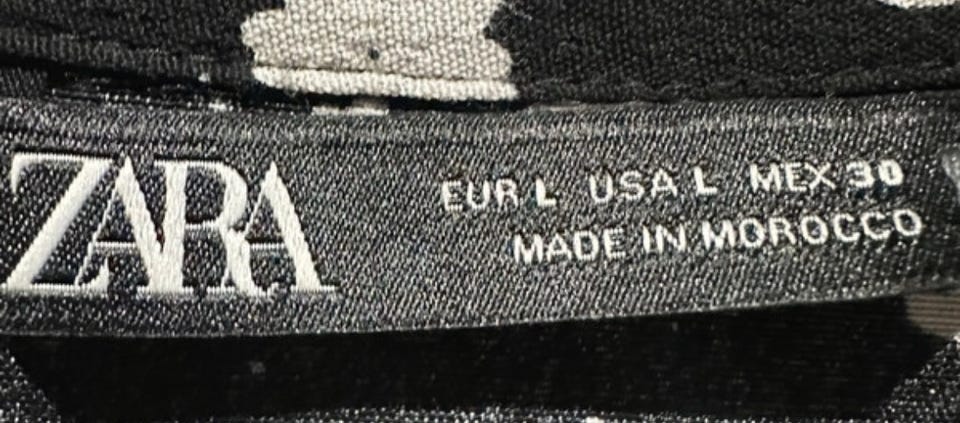 ZARA
EUR L USA L MEX 30
MADE IN MOROCCO